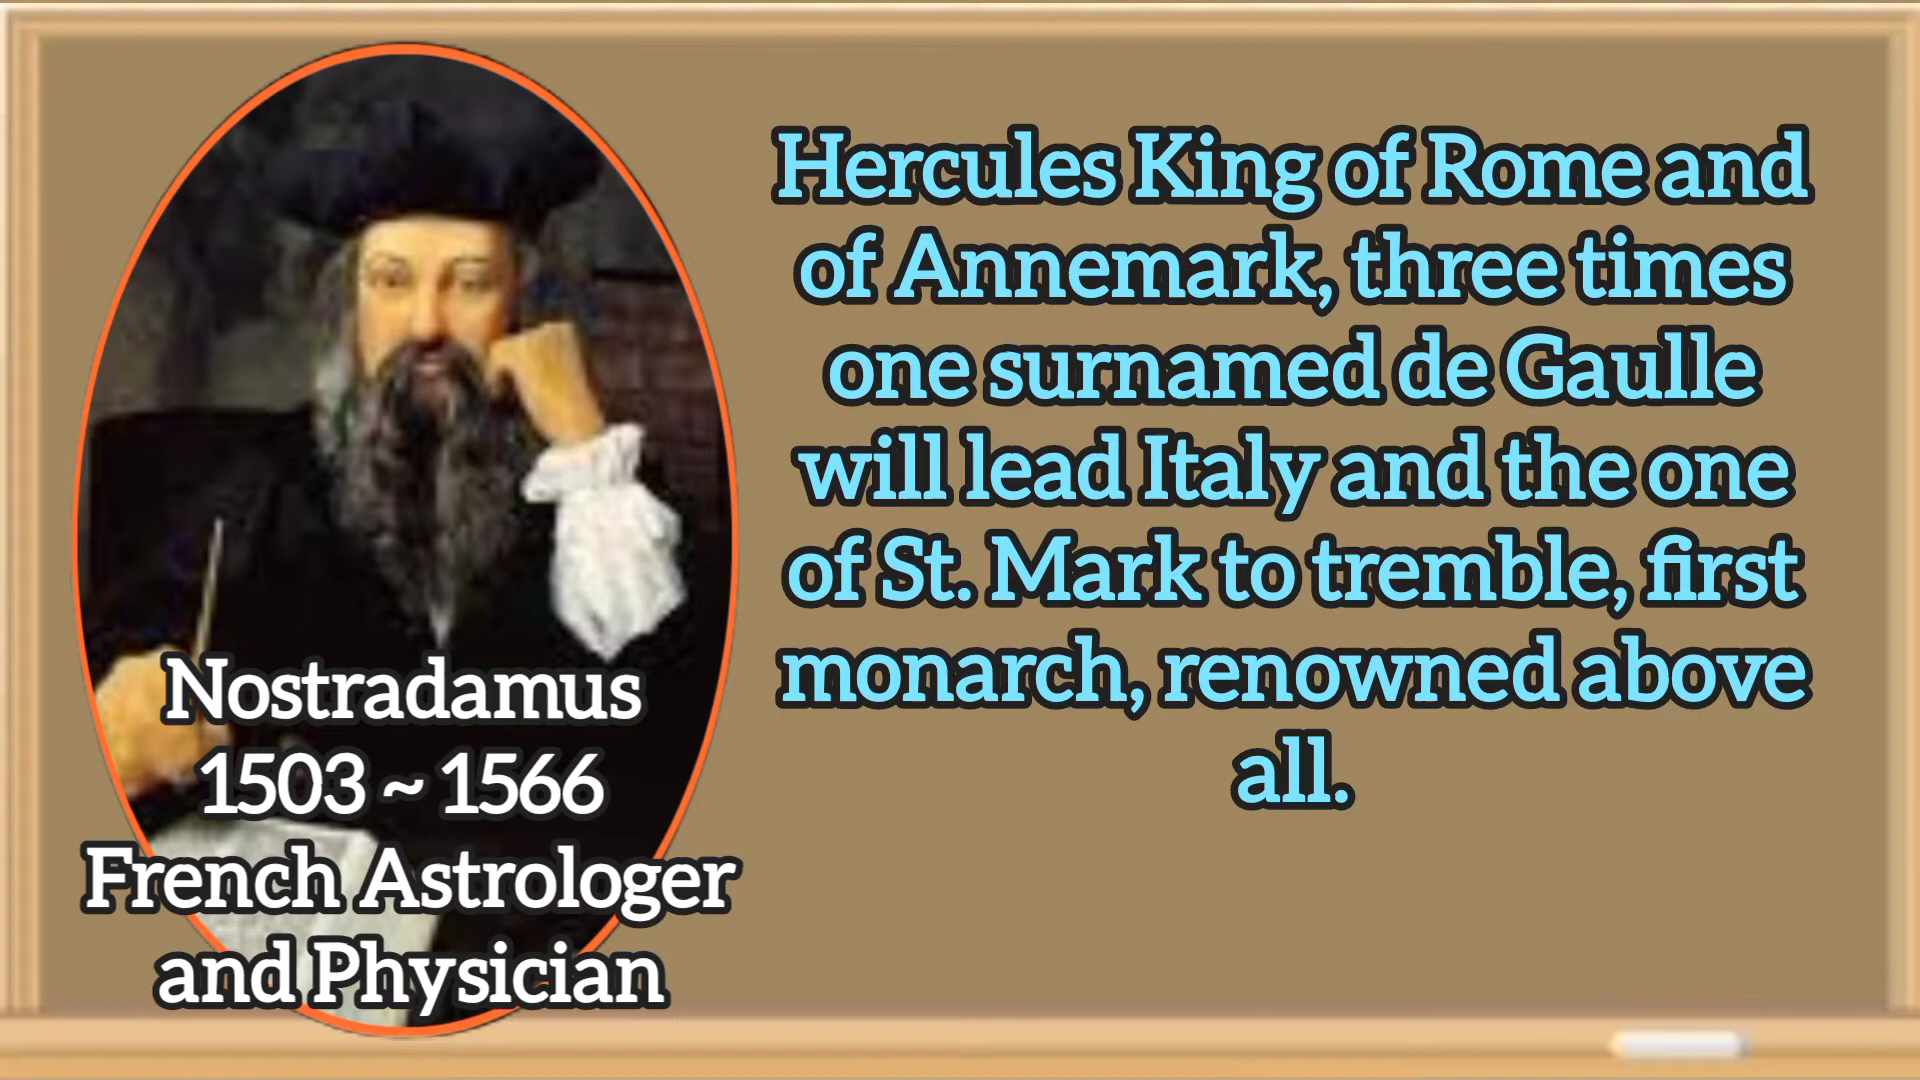 Hercules King of Rome and
of Annemark, three times
one surnamed de Gaulle
will lead Italy and the one
of St. Mark to tremble, first
monarch, renowned above
all.
Nostradamus
1503 ~ 1566
French Astrologer
and Physician